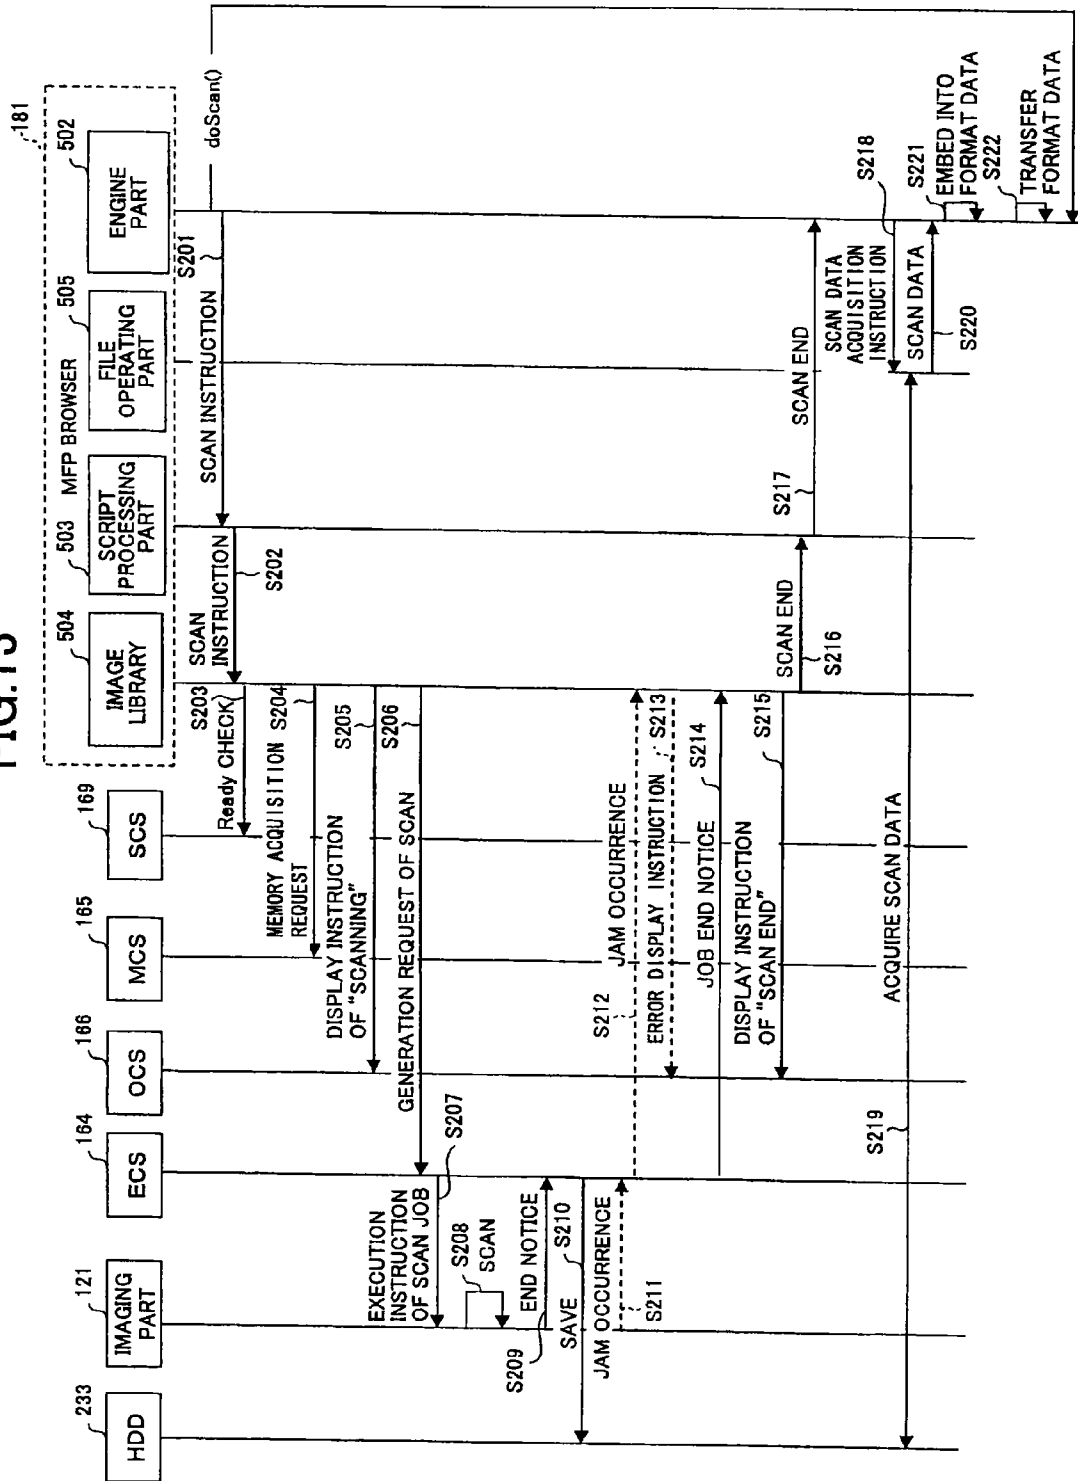 181
233
HDD
121
IMAGING
PART
164
ECS
166
OCS
165
MCS
169
SCS
MFP BROWSER
504
IMAGE
LIBRARY
503
SCRIPT
PROCESSING
PART
505
FILE
OPERATING
PART
502
ENGINE
PART
doScan()
S201
SCAN INSTRUCTION
SCAN
INSTRUCTION
S202
S203
Ready CHECK
S204
MEMORY ACQUISITION
REQUEST
S205
DISPLAY INSTRUCTION
OF "SCANNING"
S206
GENERATION REQUEST OF SCAN
S207
EXECUTION
INSTRUCTION
OF SCAN JOB
S208
SCAN
S209
END NOTICE
S210
SAVE
JAM OCCURRENCE
S211
S212
JAM OCCURRENCE
S213
ERROR DISPLAY INSTRUCTION
S214
JOB END NOTICE
S215
DISPLAY INSTRUCTION
OF "SCAN END"
SCAN END
S216
S217
SCAN END
S218
SCAN DATA
ACQUISITION
INSTRUCTION
S219
ACQUIRE SCAN DATA
SCAN DATA
S220
S221
EMBED INTO
FORMAT DATA
S222
TRANSFER
FORMAT DATA